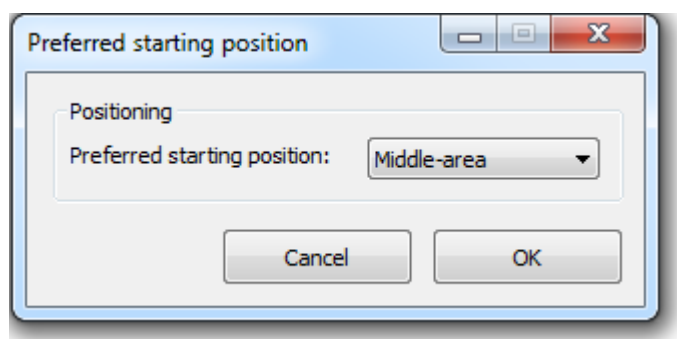 Preferred starting position
Positioning
Preferred starting position: Middle-area
Cancel OK